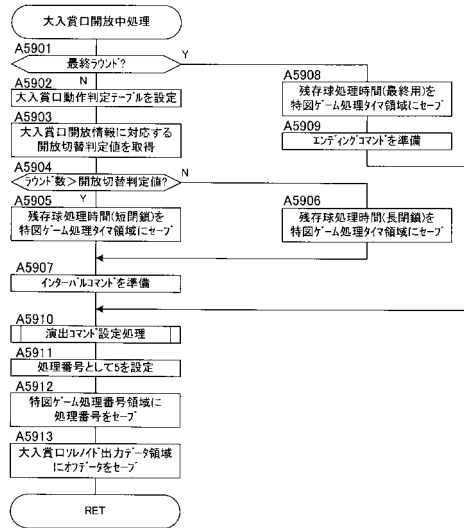 大入賞口開放中処理
A5901
最終ラウンド?
Y
N
A5902
大入賞口動作判定テーブルを設定
A5903
大入賞口開放情報に対応する
開放切替判定値を取得
A5904
ラウンド数>開放切替判定値?
N
Y
A5905
残存球処理時間(短閉鎖)を
特図ゲーム処理タイマ領域にセーブ
A5906
残存球処理時間(長閉鎖)を
特図ゲーム処理タイマ領域にセーブ
A5908
残存球処理時間(最終用)を
特図ゲーム処理タイマ領域にセーブ
A5909
エンディングコマンドを準備
A5907
インターバルコマンドを準備
A5910
演出コマンド設定処理
A5911
処理番号として5を設定
A5912
特図ゲーム処理番号領域に
処理番号をセーブ
A5913
大入賞口ソレノイド出力データ領域
にオフデータをセーブ
RET